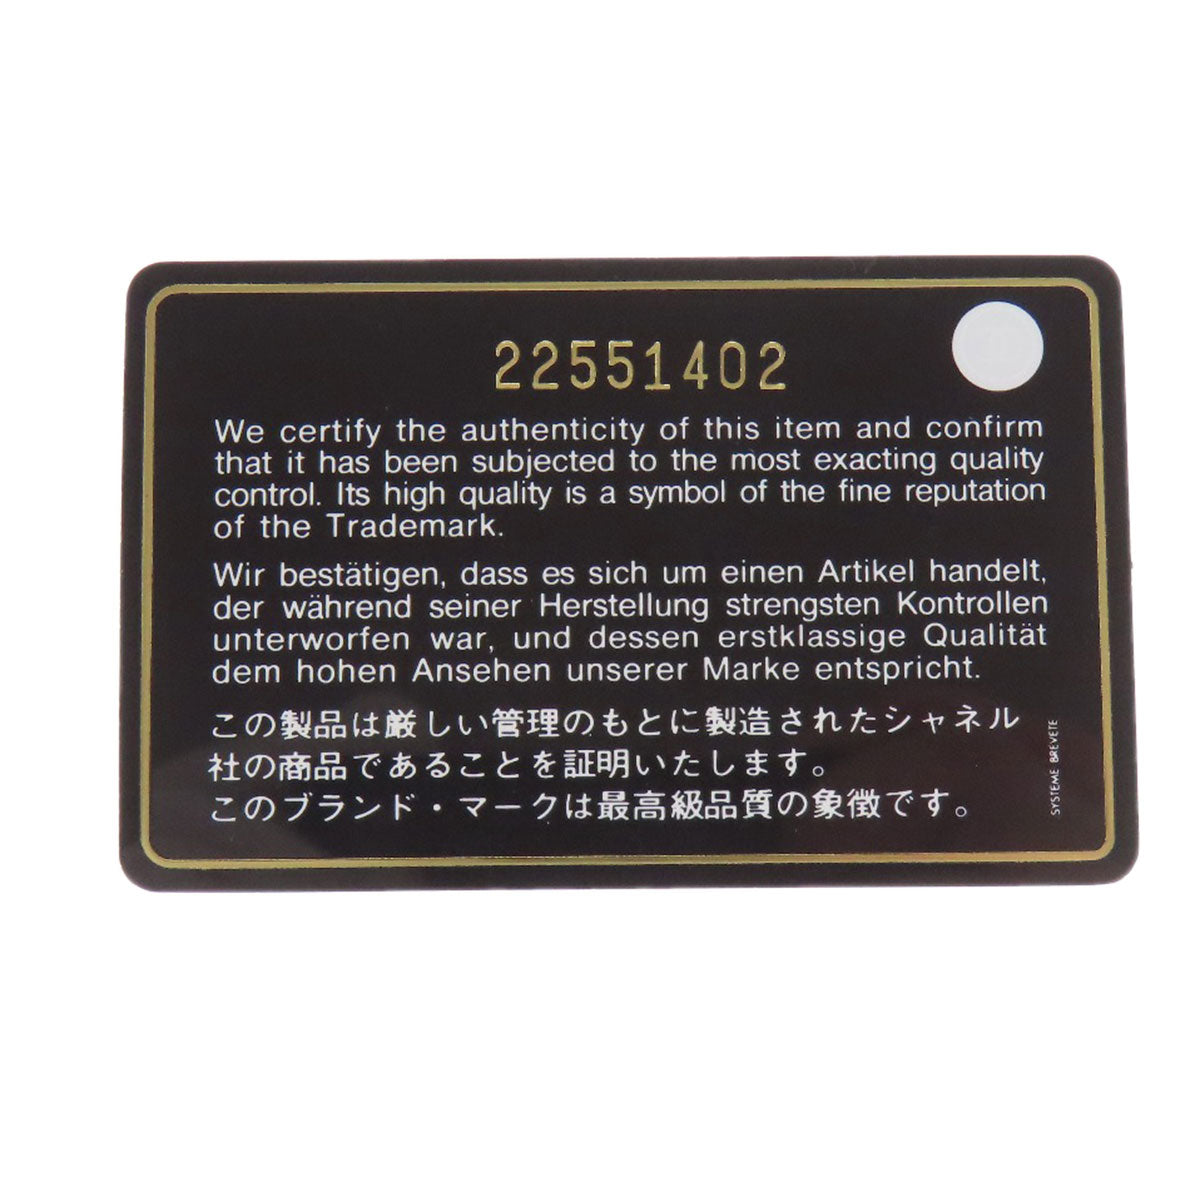 22551402
We certify the authenticity of this item and confirm
that it has been subjected to the most exacting quality
control. Its high quality is a symbol of the fine reputation
of the Trademark.
Wir bestätigen, dass es sich um einen Artikel handelt,
der während seiner Herstellung strengsten Kontrollen
unterworfen war, und dessen erstklassige Qualität
dem hohen Ansehen unserer Marke entspricht.
この製品は厳しい管理のもとに製造されたシャネル
社の商品であることを証明いたします。
このブランド・マークは最高級品質の象徴です。
SYSTEME BREVETE